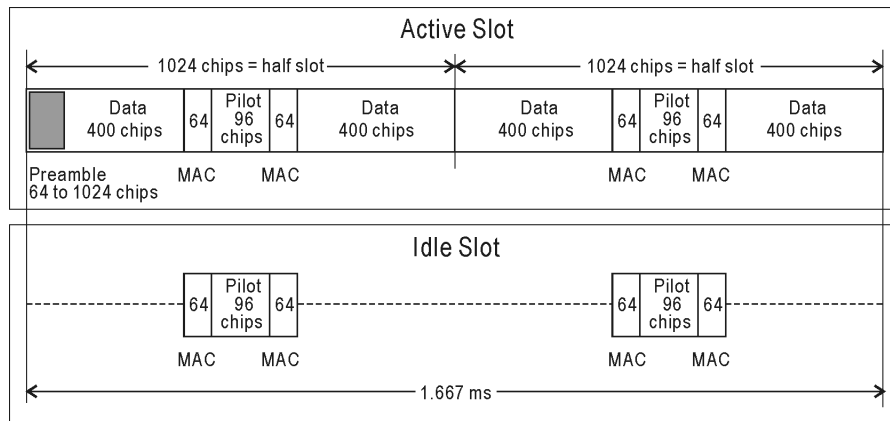 Active Slot
1024 chips = half slot 1024 chips = half slot
Data 400 chips 64 Pilot 96 chips 64 Data 400 chips Data 400 chips 64 Pilot 96 chips 64 Data 400 chips
Preamble 64 to 1024 chips MAC MAC MAC MAC
Idle Slot
64 Pilot 96 chips 64 64 Pilot 96 chips 64
MAC MAC MAC MAC
1.667 ms